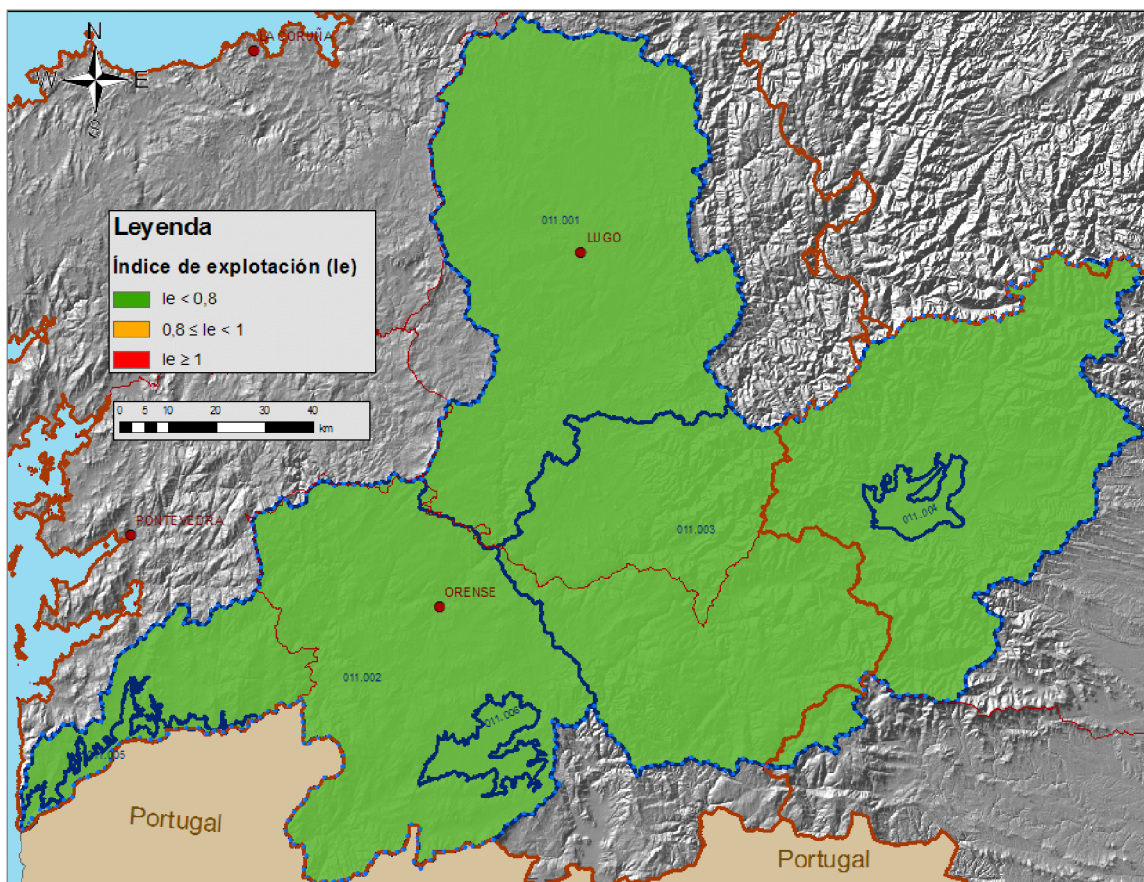 N
LA CORUÑA
W
E
S
Leyenda
Índice de explotación (Ie)
Ie < 0,8
0,8 ≤ Ie < 1
Ie ≥ 1
0 5 10 20 30 40
km
011.001
LUGO
011.003
011.004
PONTEVEDRA
ORENSE
011.002
011.006
011.005
Portugal
Portugal